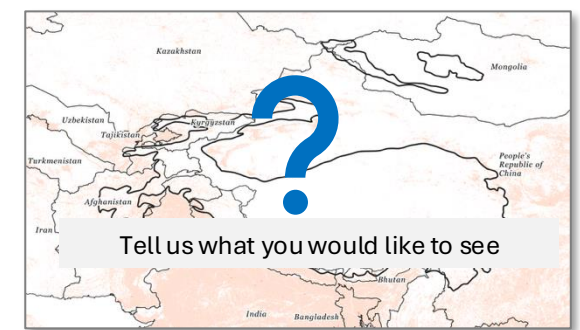 Kazakhstan
Mongolia
Uzbekistan
Kyrgyzstan
Tajikistan
Turkmenistan
People's
Republic of
China
Afghanistan
Iran
?
Tell us what you would like to see
Bhutan
India
Bangladesh